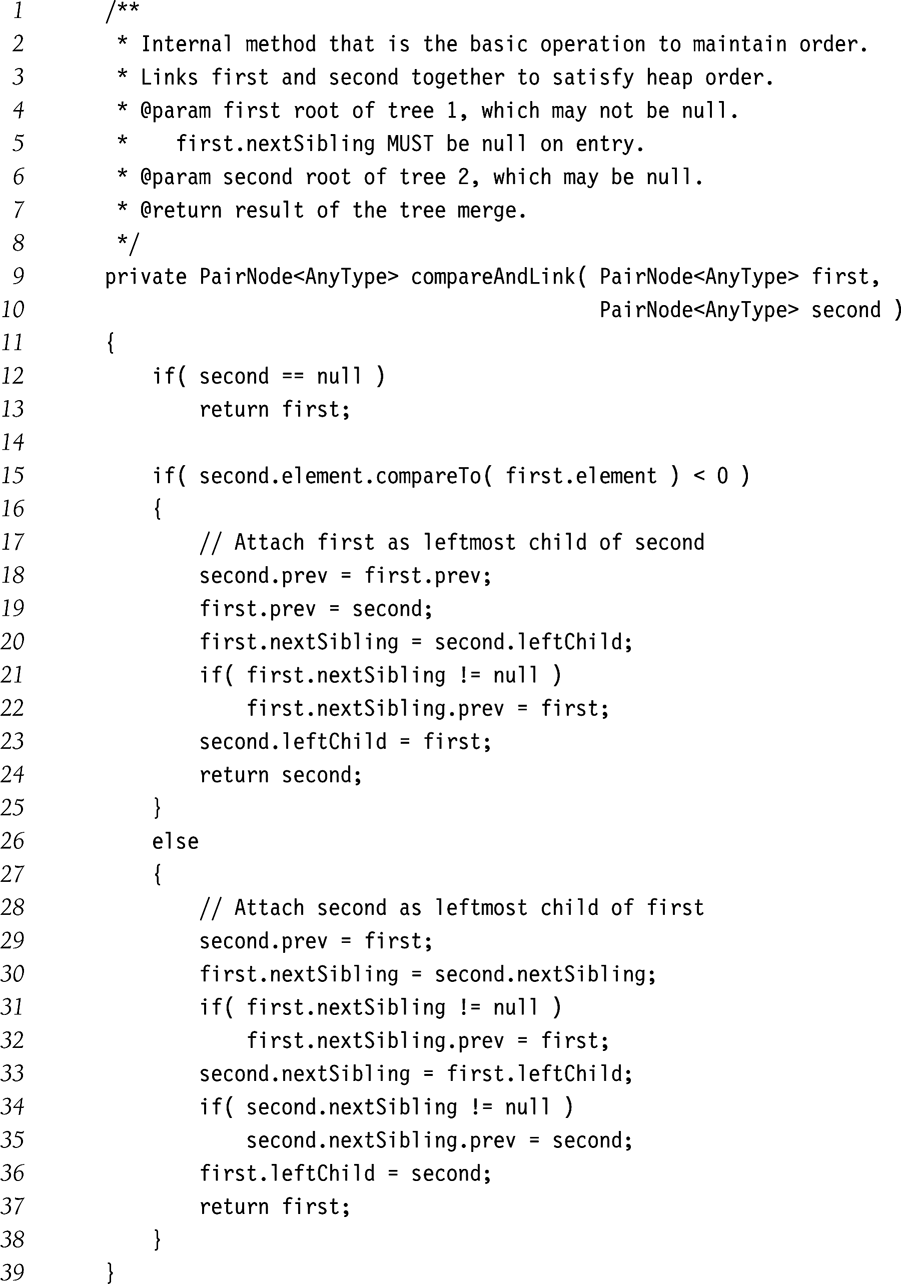 1 /**
2 * Internal method that is the basic operation to maintain order.
3 * Links first and second together to satisfy heap order.
4 * @param first root of tree 1, which may not be null.
5 * first.nextSibling MUST be null on entry.
6 * @param second root of tree 2, which may be null.
7 * @return result of the tree merge.
8 */
9 private PairNode<AnyType> compareAndLink( PairNode<AnyType> first,
10 PairNode<AnyType> second )
11 {
12 if( second == null )
13 return first;
14
15 if( second.element.compareTo( first.element ) < 0 )
16 {
17 // Attach first as leftmost child of second
18 second.prev = first.prev;
19 first.prev = second;
20 first.nextSibling = second.leftChild;
21 if( first.nextSibling != null )
22 first.nextSibling.prev = first;
23 second.leftChild = first;
24 return second;
25 }
26 else
27 {
28 // Attach second as leftmost child of first
29 second.prev = first;
30 first.nextSibling = second.nextSibling;
31 if( first.nextSibling != null )
32 first.nextSibling.prev = first;
33 second.nextSibling = first.leftChild;
34 if( second.nextSibling != null )
35 second.nextSibling.prev = second;
36 first.leftChild = second;
37 return first;
38 }
39 }